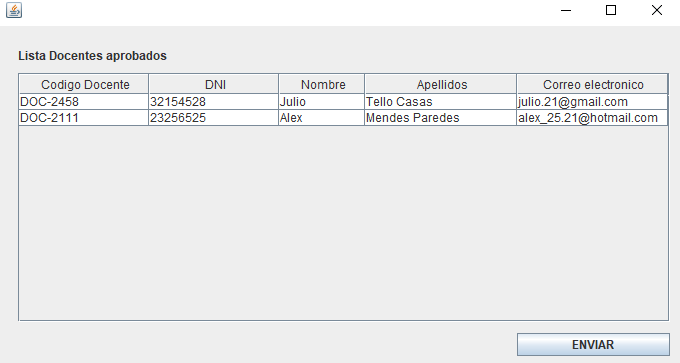 Lista Docentes aprobados
Codigo Docente DNI Nombre Apellidos Correo electronico
DOC-2458 32154528 Julio Tello Casas julio.21@gmail.com
DOC-2111 23256525 Alex Mendes Paredes alex_25.21@hotmail.com
ENVIAR